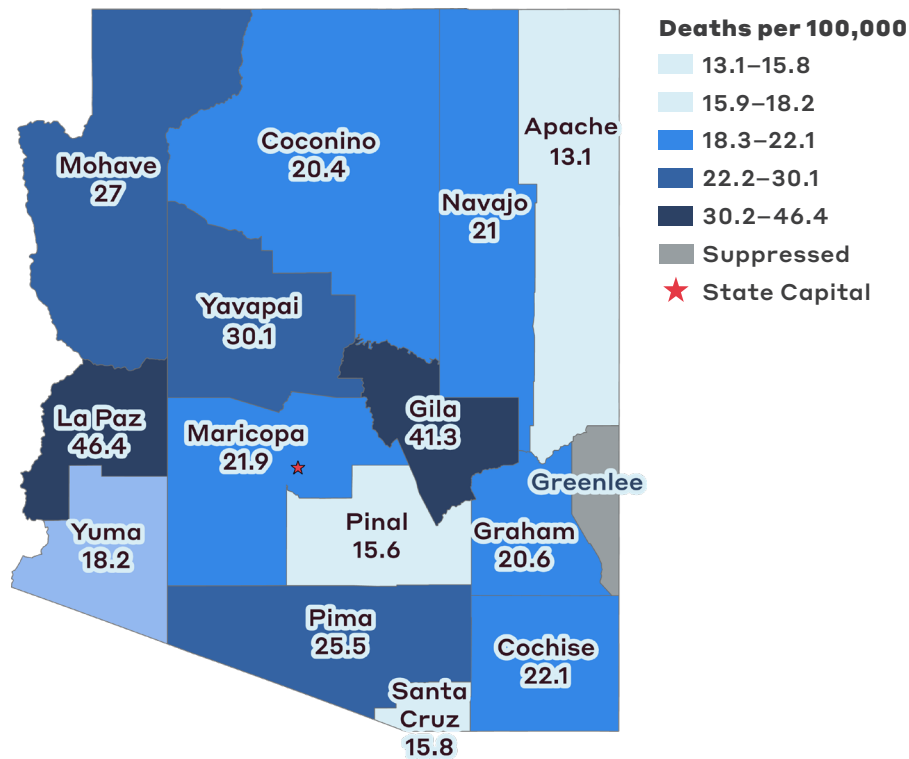 Deaths per 100,000
13.1–15.8
15.9–18.2
18.3–22.1
22.2–30.1
30.2–46.4
Suppressed
State Capital
Apache
13.1
Coconino
20.4
Mohave
27
Navajo
21
Yavapai
30.1
La Paz
46.4
Gila
41.3
Maricopa
21.9
Greenlee
Yuma
18.2
Pinal
15.6
Graham
20.6
Pima
25.5
Cochise
22.1
Santa
Cruz
15.8